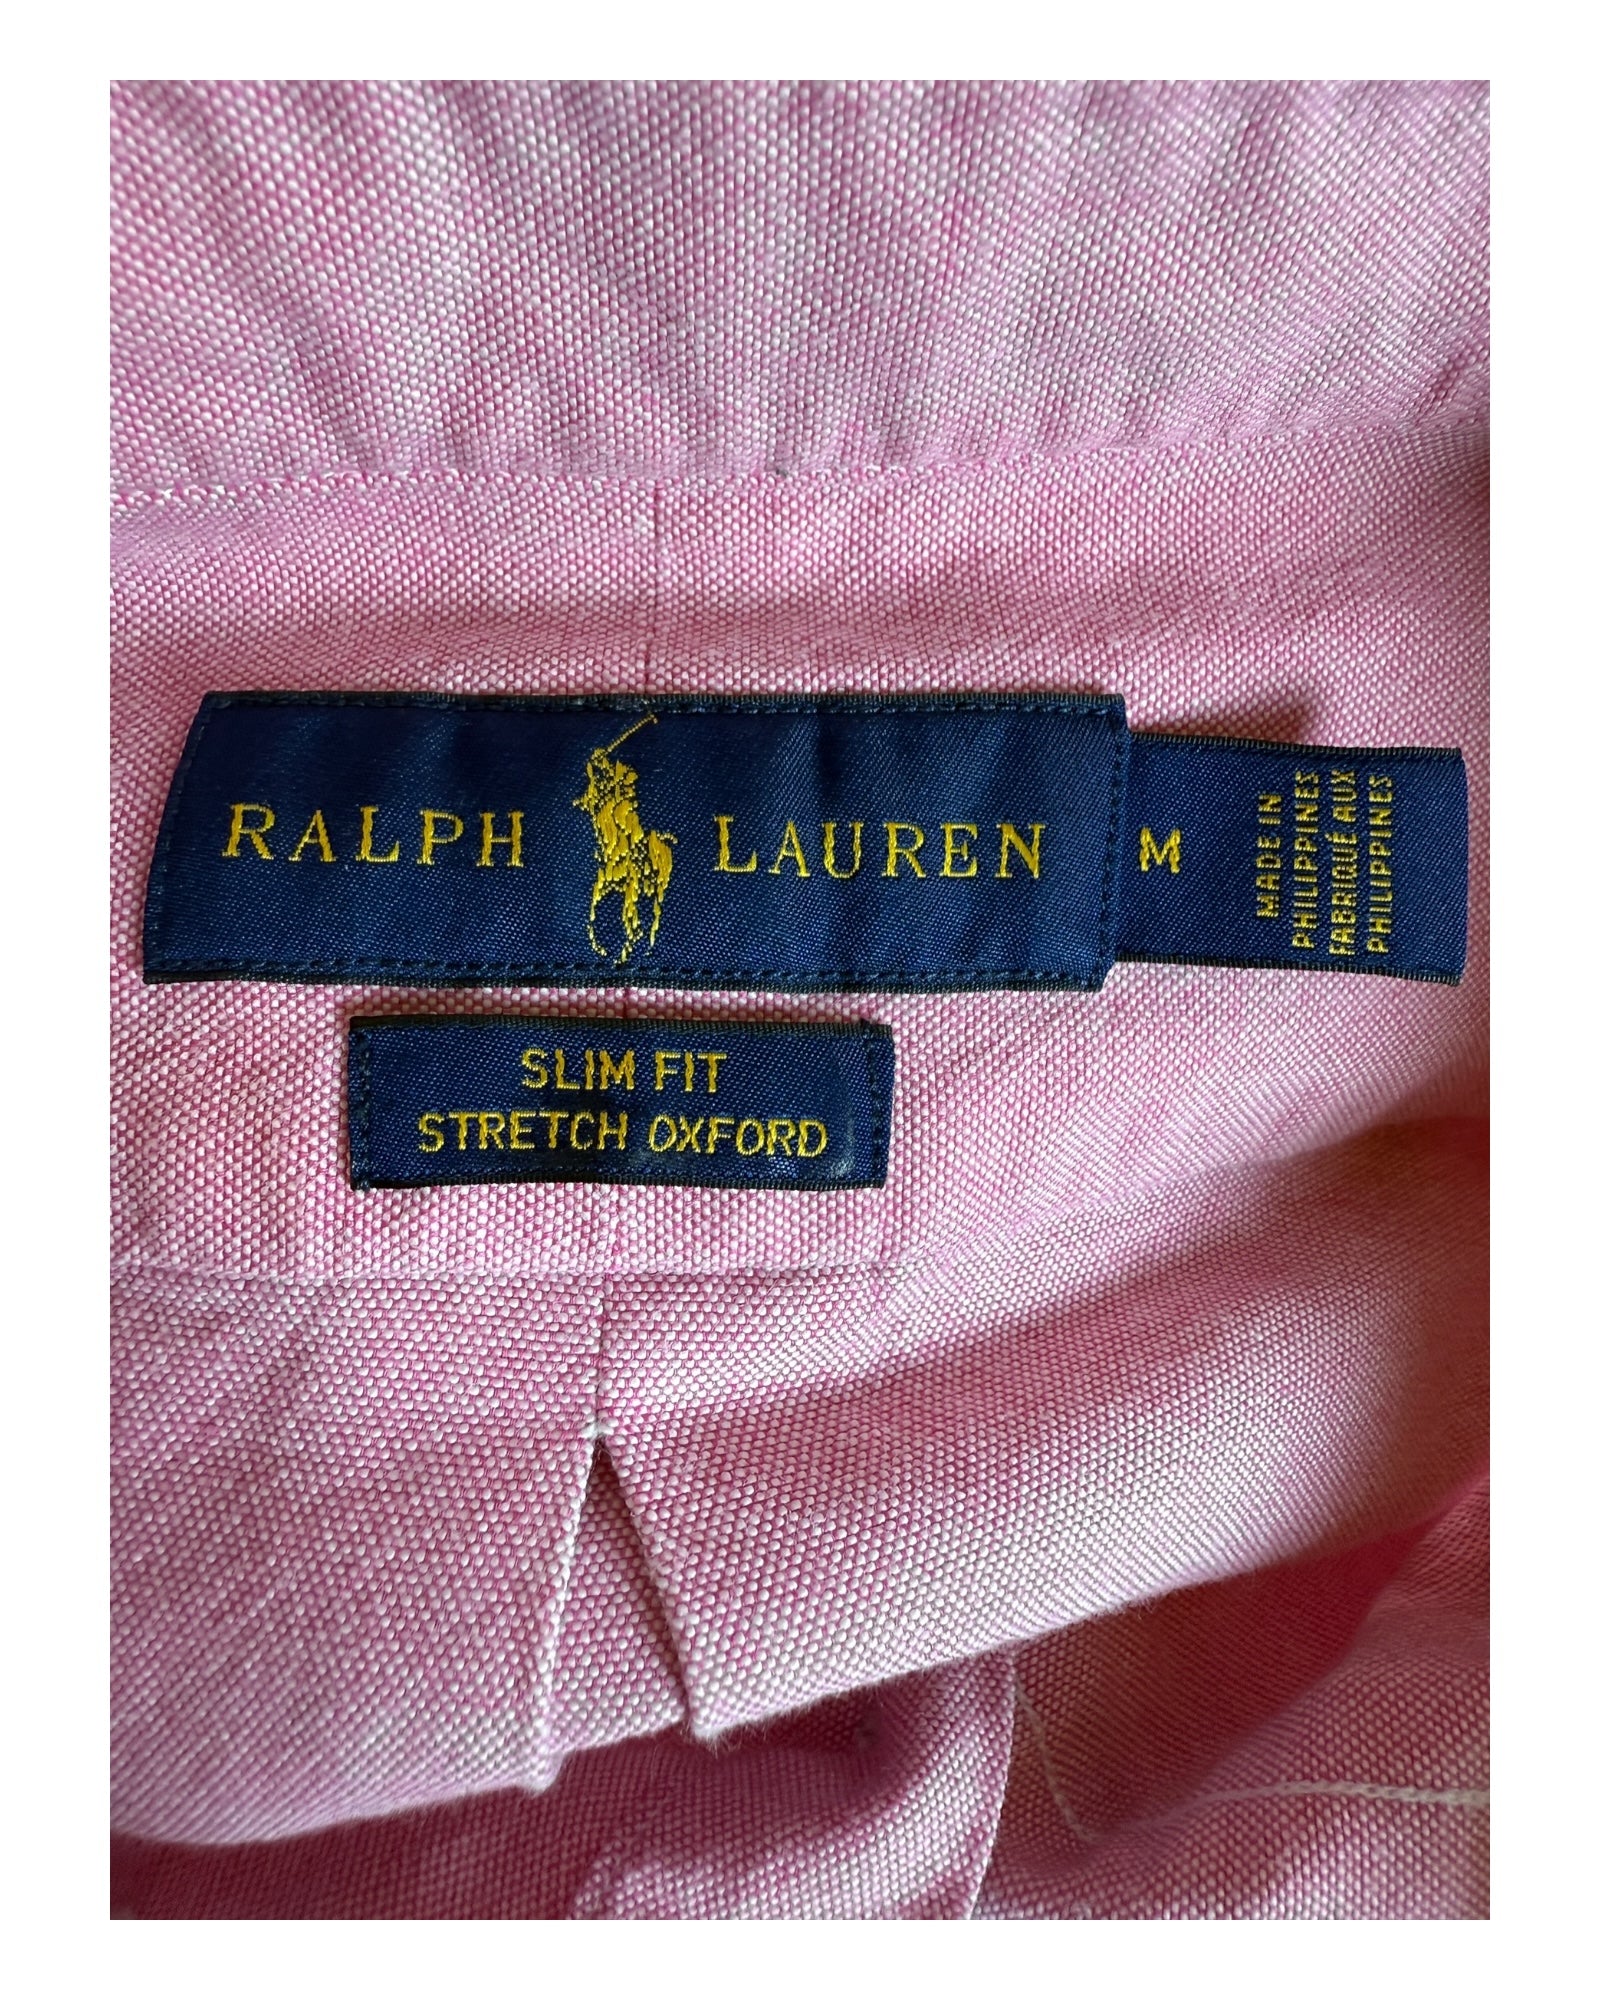 RALPH LAUREN
M
MADE IN
PHILIPPINES
FABRIQUÉ AUX
PHILIPPINES
SLIM FIT
STRETCH OXFORD